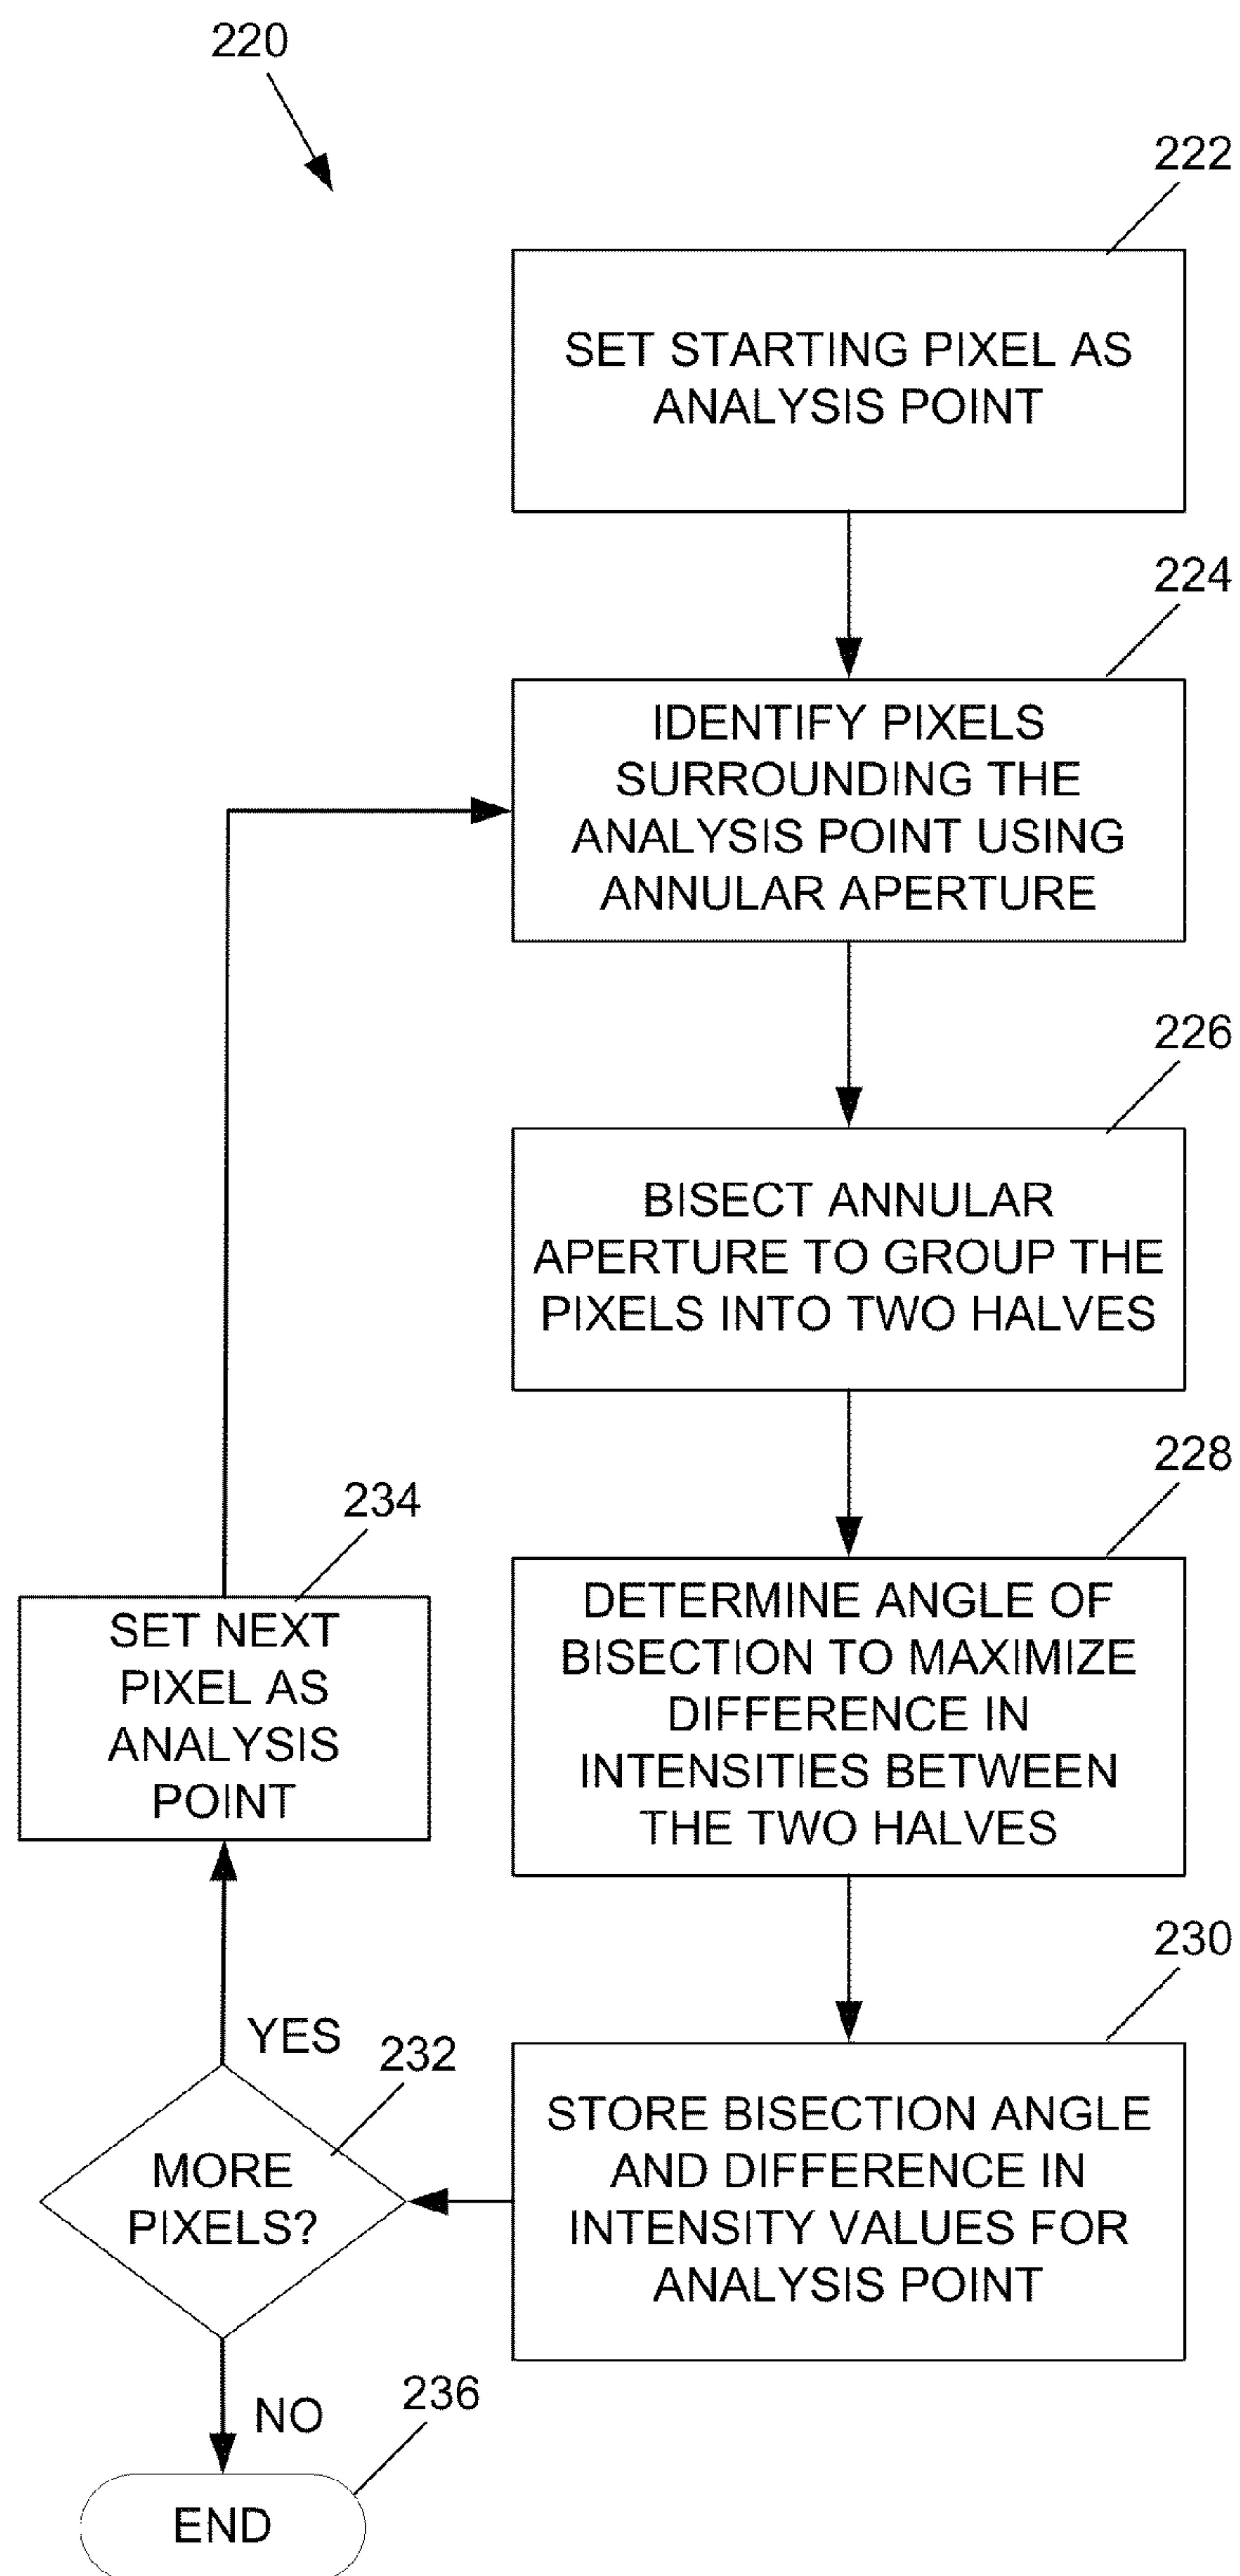 220
222
SET STARTING PIXEL AS
ANALYSIS POINT
224
IDENTIFY PIXELS
SURROUNDING THE
ANALYSIS POINT USING
ANNULAR APERTURE
226
BISECT ANNULAR
APERTURE TO GROUP THE
PIXELS INTO TWO HALVES
228
DETERMINE ANGLE OF
BISECTION TO MAXIMIZE
DIFFERENCE IN
INTENSITIES BETWEEN
THE TWO HALVES
230
STORE BISECTION ANGLE
AND DIFFERENCE IN
INTENSITY VALUES FOR
ANALYSIS POINT
232
MORE
PIXELS?
YES
234
SET NEXT
PIXEL AS
ANALYSIS
POINT
NO
236
END